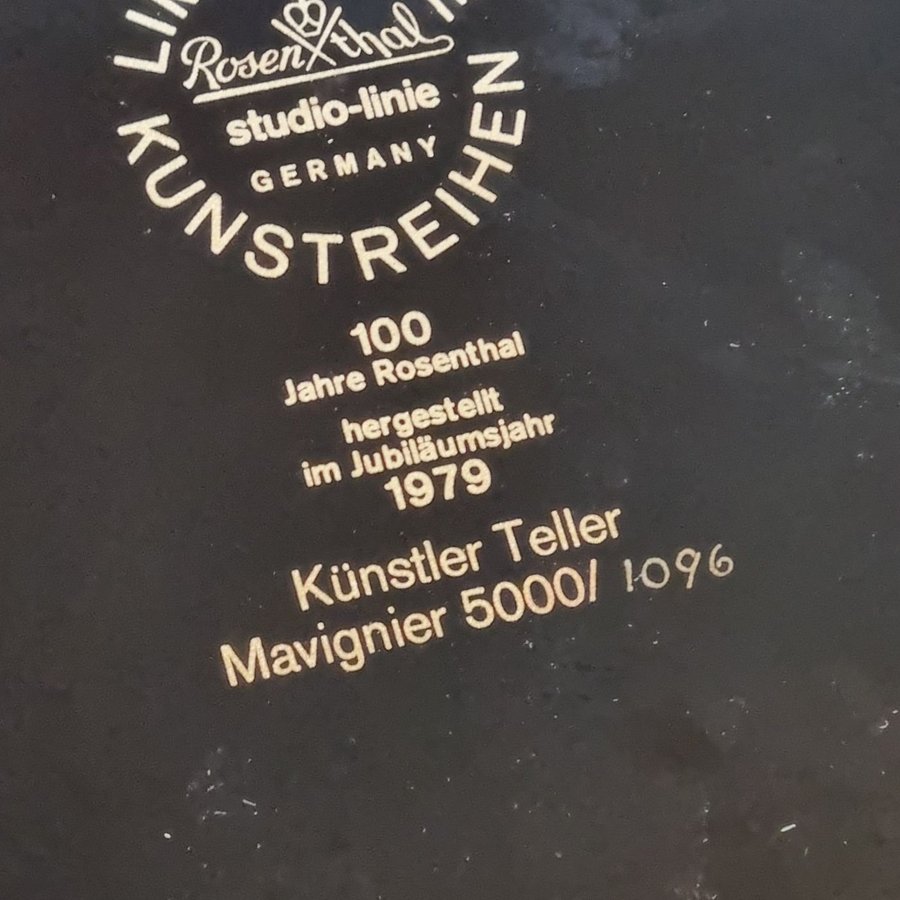 Rosenthal
studio-linie
GERMANY
KUNSTREIHEN
100
Jahre Rosenthal
hergestellt
im Jubiläumsjahr
1979
Künstler Teller
Mavignier 5000/ 1096